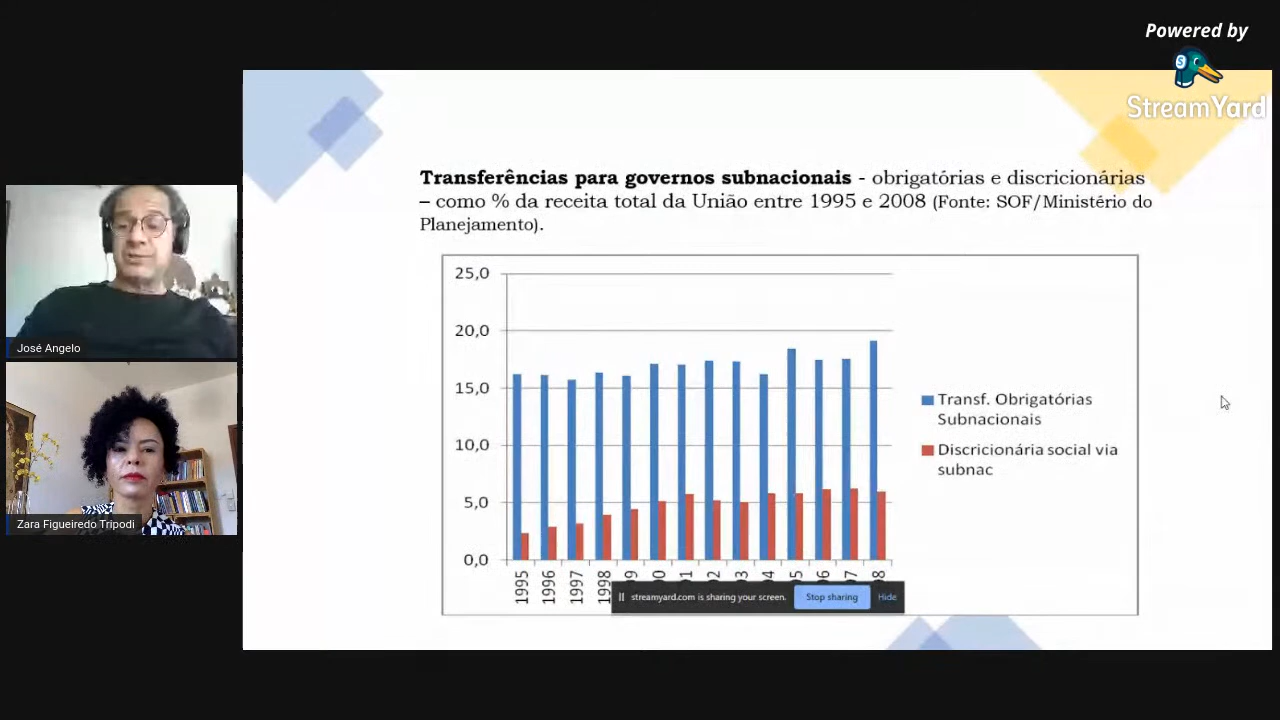 Powered by
StreamYard
Transferências para governos subnacionais - obrigatórias e discricionárias
– como % da receita total da União entre 1995 e 2008 (Fonte: SOF/Ministério do
Planejamento).
25,0
20,0
15,0
10,0
5,0
0,0
Transf. Obrigatórias
Subnacionais
Discricionária social via
subnac
1995
1996
1997
1998
streamyard.com is sharing your screen.
Stop sharing
Hide
José Angelo
Zara Figueiredo Tripodi